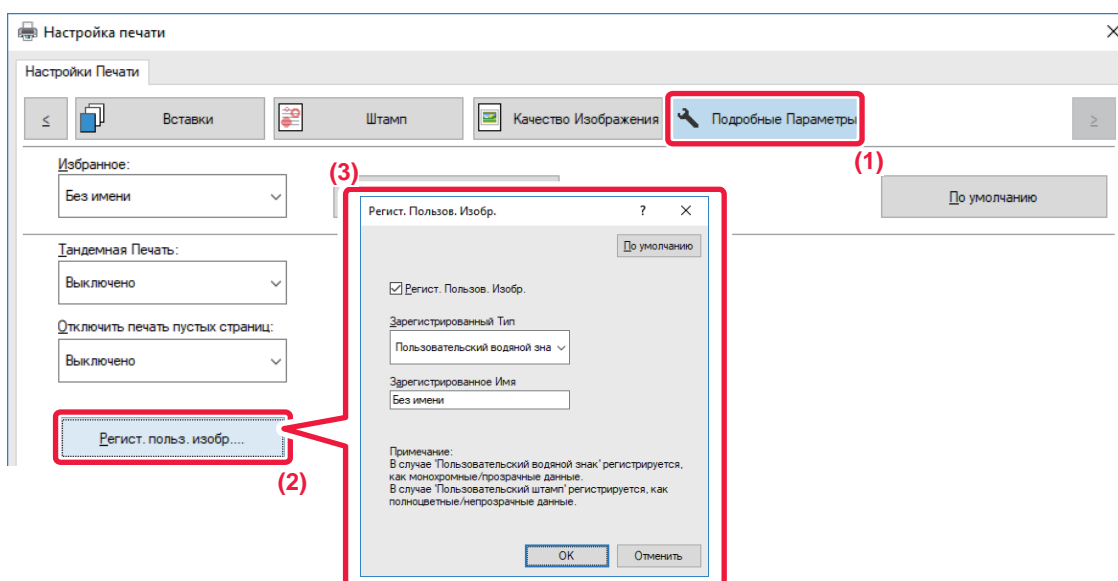 Настройка печати
Настройки Печати
≤
Вставки
Штамп
Качество Изображения
Подробные Параметры
≥
(1)
Избранное:
Без имени
По умолчанию
Тандемная Печать:
Выключено
Отключить печать пустых страниц:
Выключено
Регист. польз. изобр....
(2)
(3)
Регист. Пользов. Изобр.
?
По умолчанию
Регист. Пользов. Изобр.
Зарегистрированный Тип
Пользовательский водяной зна
Зарегистрированное Имя
Без имени
Примечание:
В случае 'Пользовательский водяной знак' регистрируется,
как монохромные/прозрачные данные.
В случае 'Пользовательский штамп' регистрируется, как
полноцветные/непрозрачные данные.
OK
Отменить